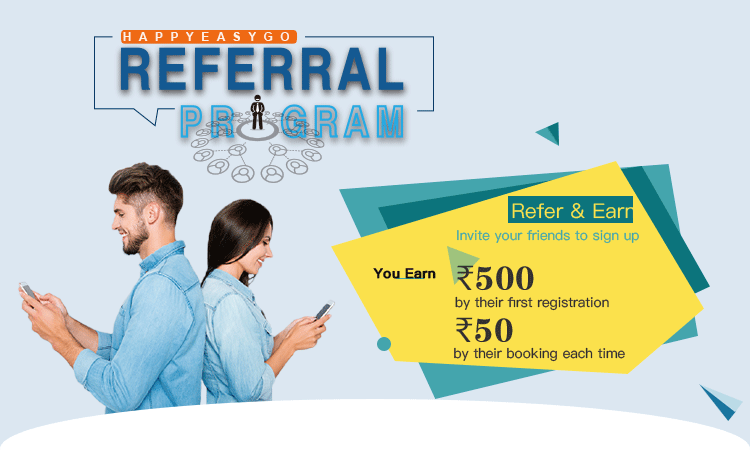 HAPPYEASYGO
REFERRAL
PROGRAM
Refer & Earn
Invite your friends to sign up
You Earn
₹500
by their first registration
₹50
by their booking each time